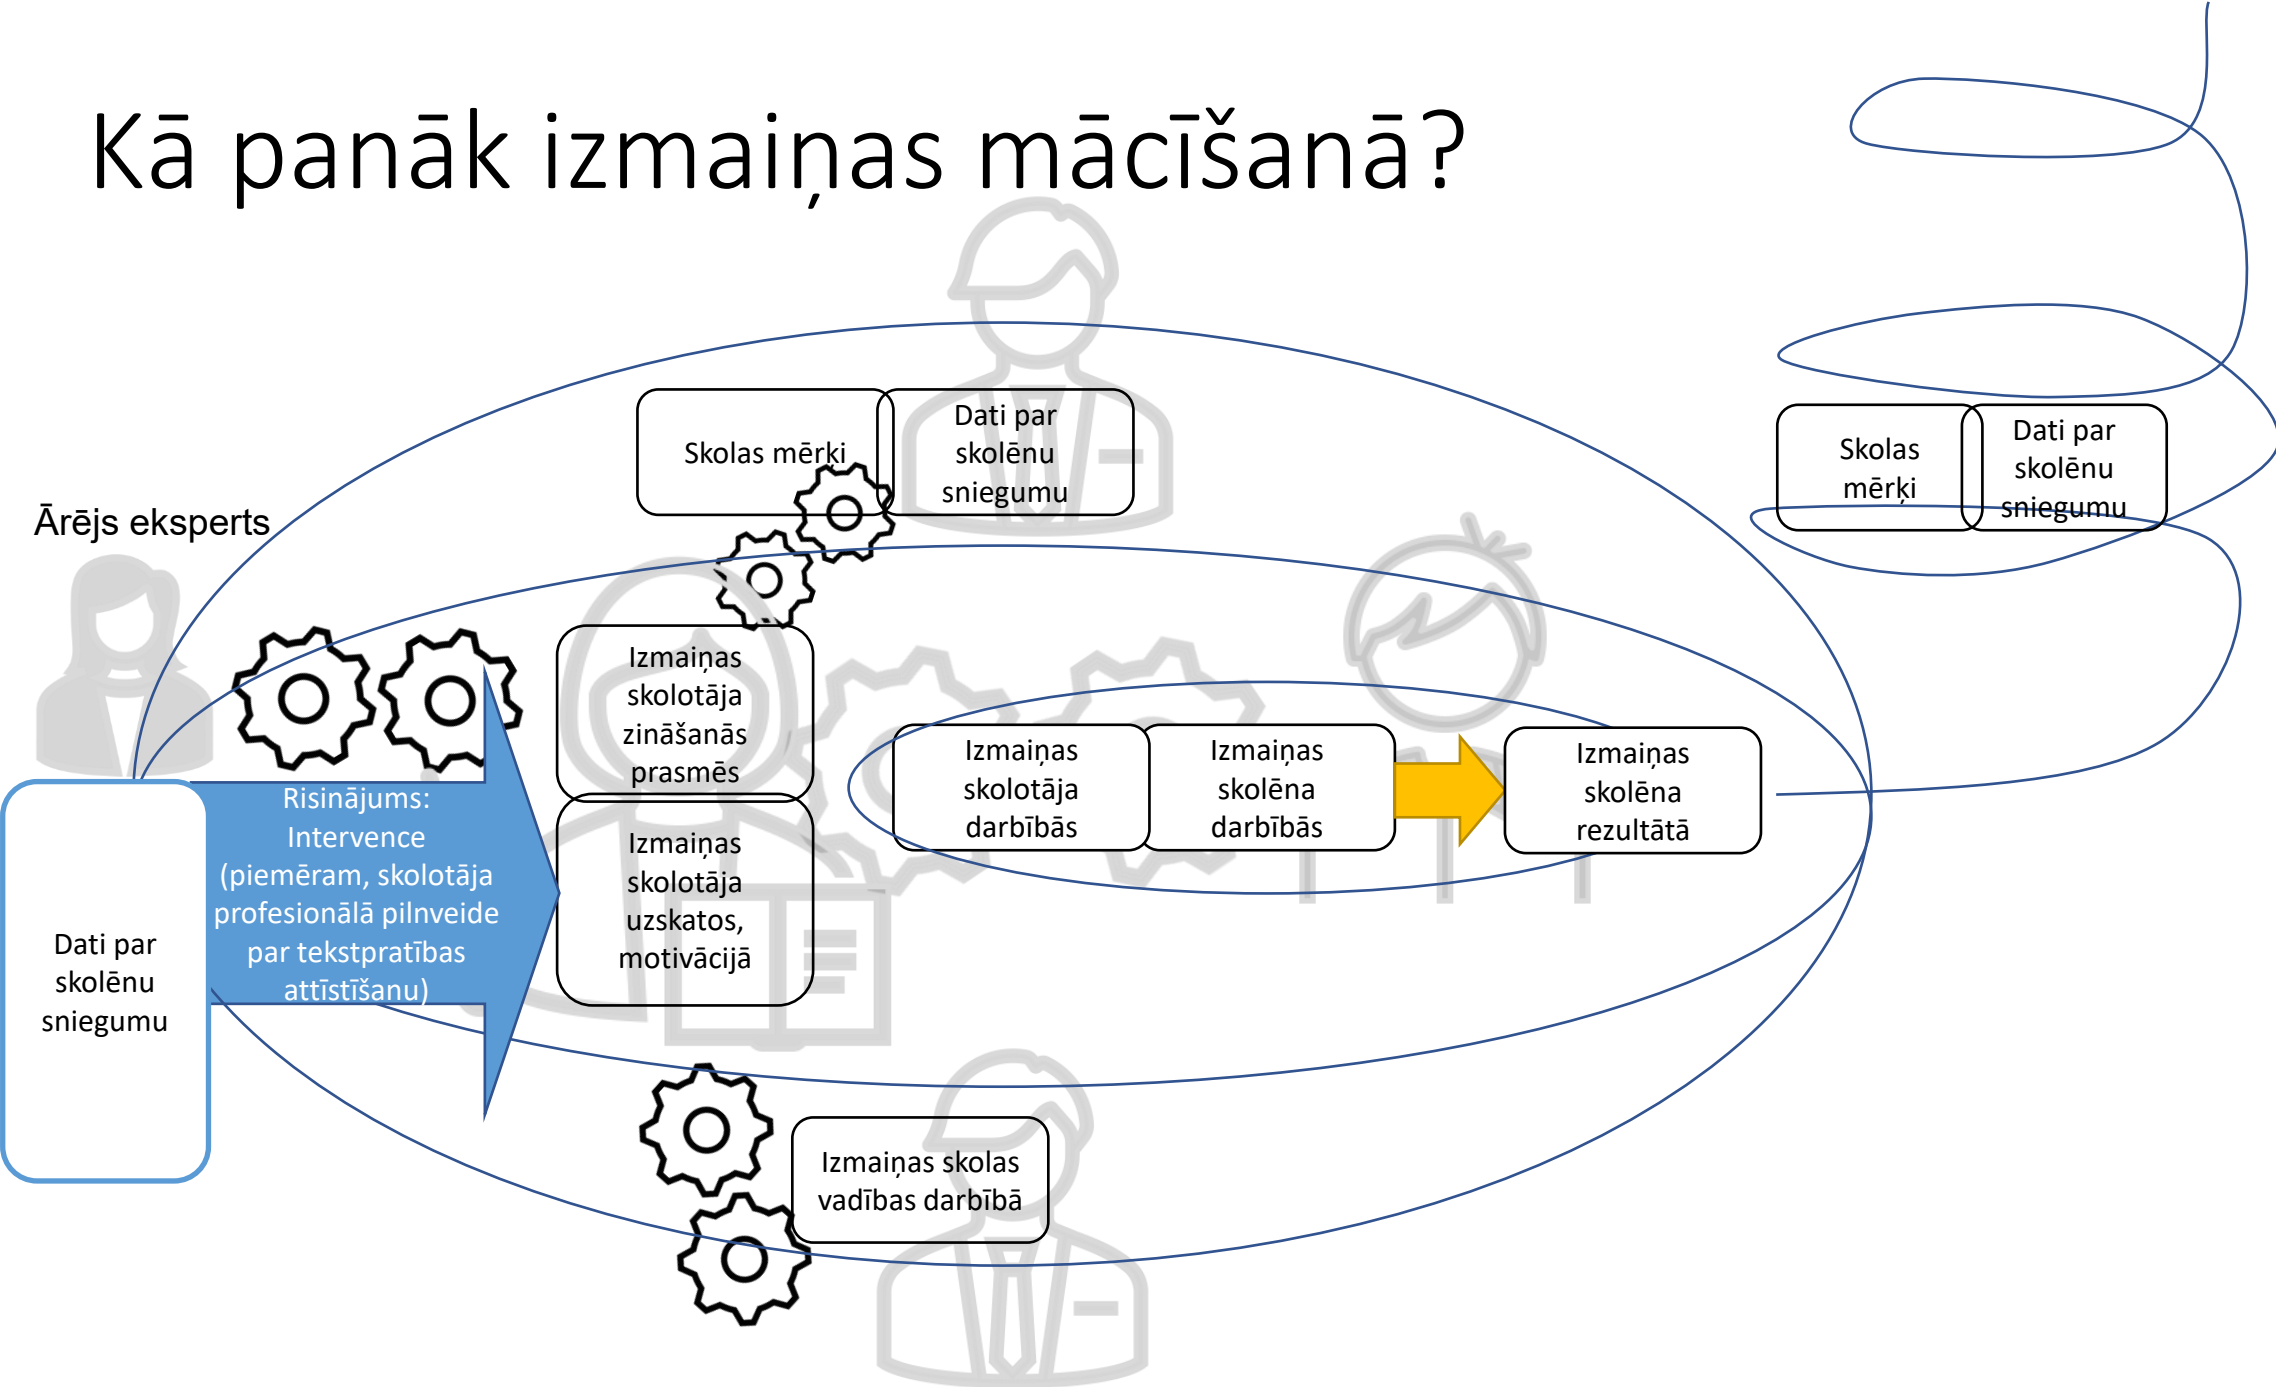 Kā panāk izmaiņas mācīšanā?
Skolas mērķi
Dati par
skolēnu
sniegumu
Skolas
mērķi
Dati par
skolēnu
sniegumu
Ārējs eksperts
Dati par
skolēnu
sniegumu
Risinājums:
Intervence
(piemēram, skolotāja
profesionālā pilnveide
par tekstpratības
attīstīšanu)
Izmaiņas
skolotāja
zināšanās
prasmēs
Izmaiņas
skolotāja
uzskatos,
motivācijā
Izmaiņas
skolotāja
darbībās
Izmaiņas
skolēna
darbībās
Izmaiņas
skolēna
rezultātā
Izmaiņas skolas
vadības darbībā